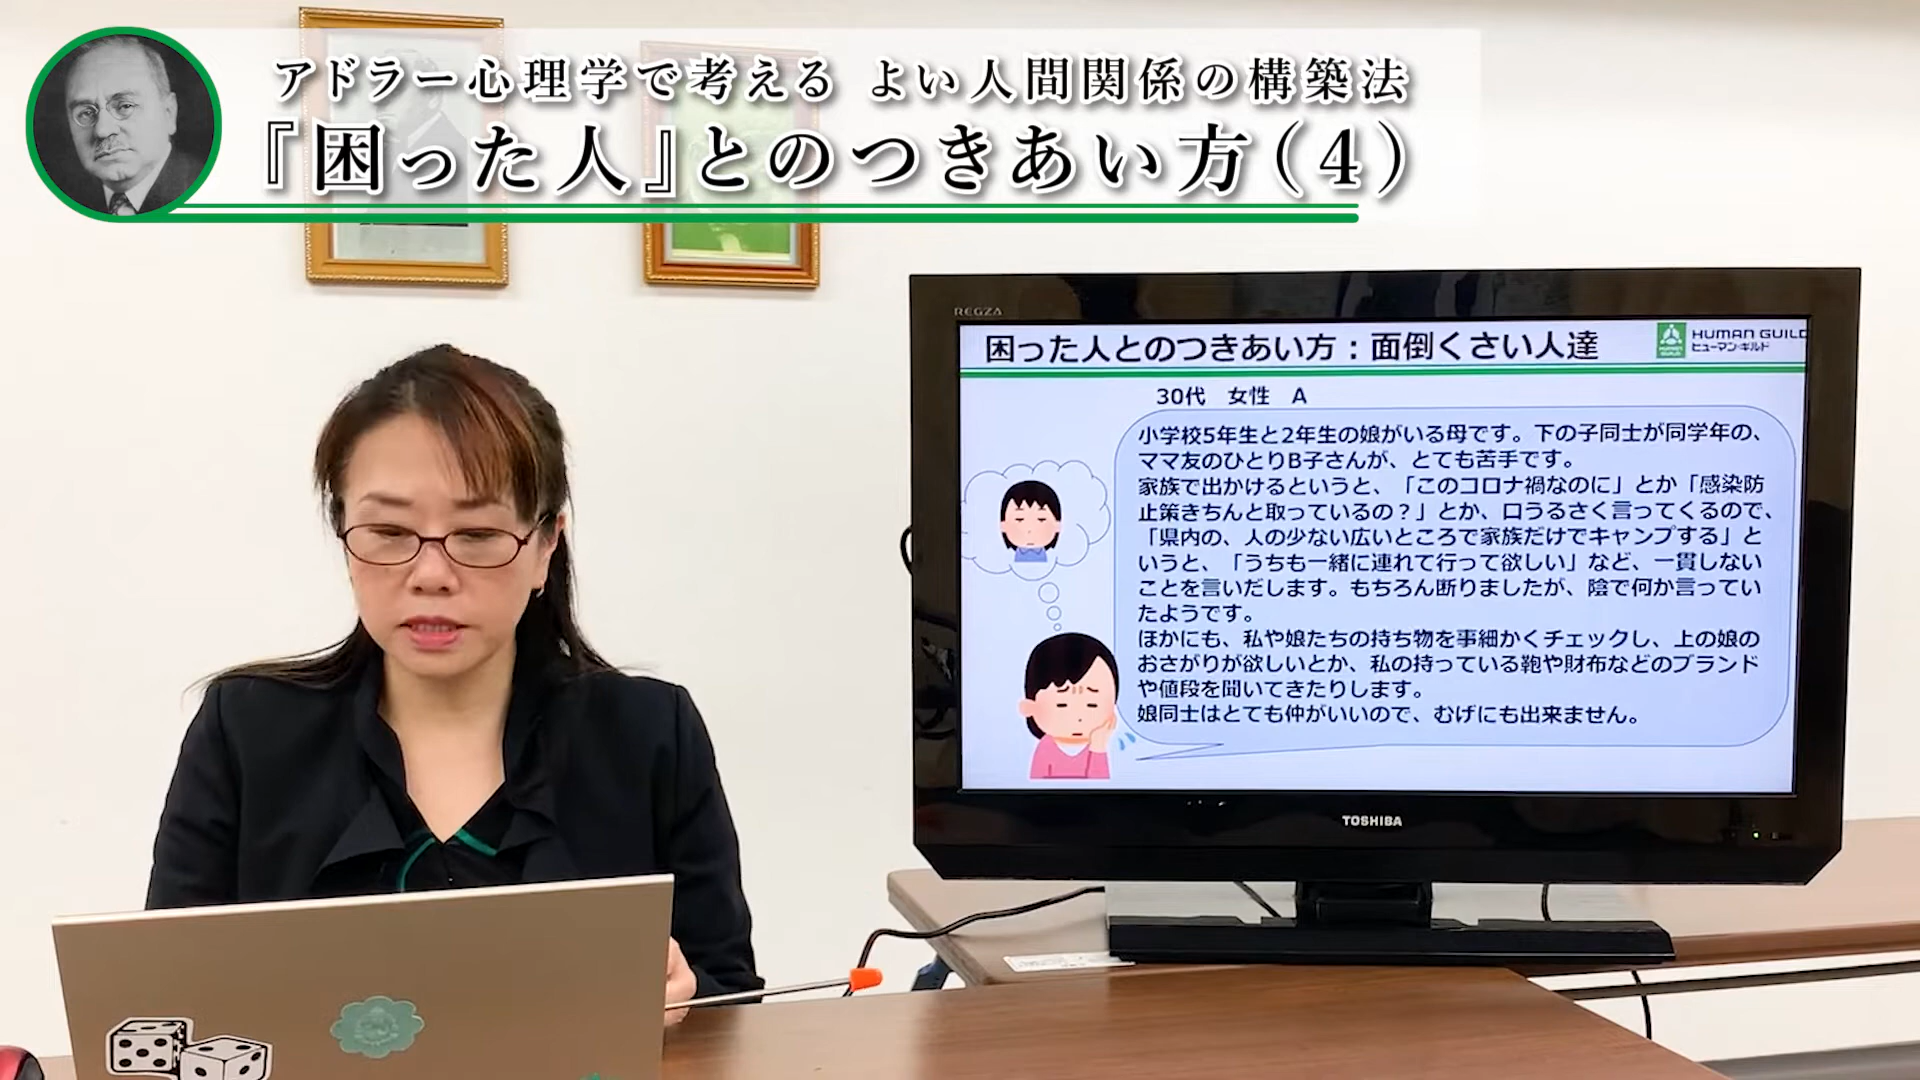 アドラー心理学で考える よい人間関係の構築法
『困った人』とのつきあい方(4)
REGZA
困った人とのつきあい方：面倒くさい人達
HUMAN GUILD
ヒューマン・ギルド
30代 女性 A
小学校5年生と2年生の娘がいる母です。下の子同士が同学年の、
ママ友のひとりB子さんが、とても苦手です。
家族で出かけるというと、「このコロナ禍なのに」とか「感染防
止策きちんと取っているの？」とか、口うるさく言ってくるので、
「県内の、人の少ない広いところで家族だけでキャンプする」と
いうと、「うちも一緒に連れて行って欲しい」など、一貫しない
ことを言いだします。もちろん断りましたが、陰で何か言ってい
たようです。
ほかにも、私や娘たちの持ち物を事細かくチェックし、上の娘の
おさがりが欲しいとか、私の持っている鞄や財布などのブランド
や値段を聞いてきたりします。
娘同士はとても仲がいいので、むげにも出来ません。
TOSHIBA